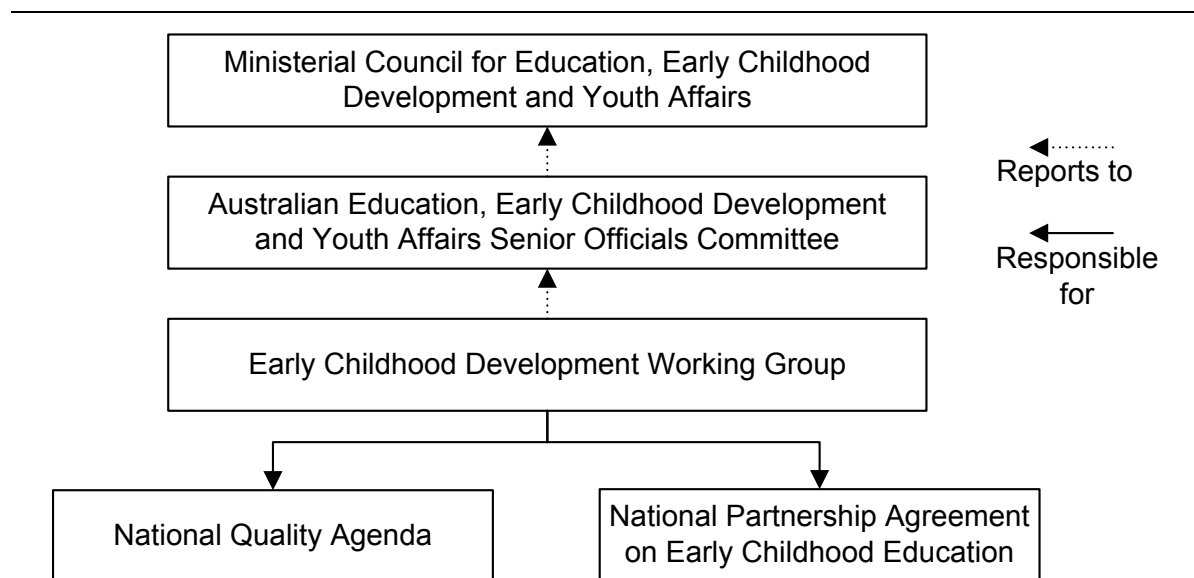 Ministerial Council for Education, Early Childhood
Development and Youth Affairs
Reports to
Australian Education, Early Childhood Development
and Youth Affairs Senior Officials Committee
Responsible
for
Early Childhood Development Working Group
National Quality Agenda
National Partnership Agreement
on Early Childhood Education